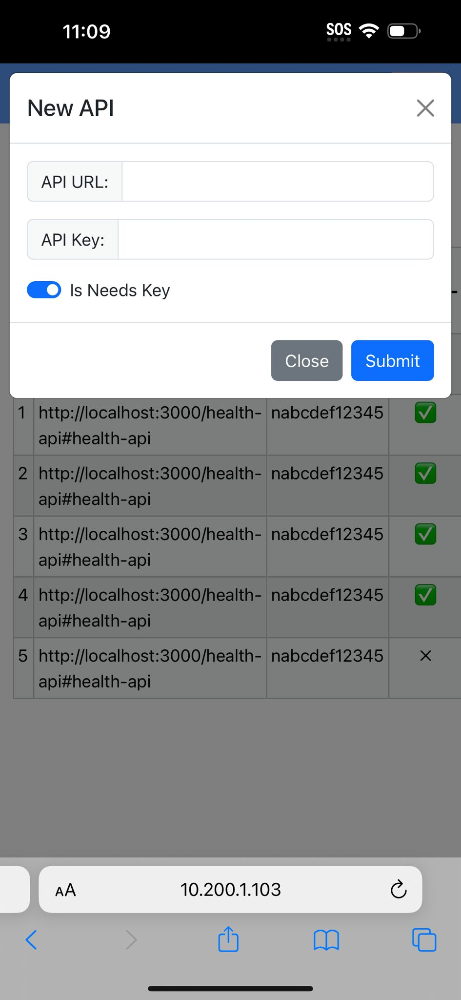 11:09
SOS
New API
API URL:
API Key:
Is Needs Key
Close
Submit
1 http://localhost:3000/health- nabcdef12345 ✅
api#health-api
2 http://localhost:3000/health- nabcdef12345 ✅
api#health-api
3 http://localhost:3000/health- nabcdef12345 ✅
api#health-api
4 http://localhost:3000/health- nabcdef12345 ✅
api#health-api
5 http://localhost:3000/health- nabcdef12345 ×
api#health-api
AA
10.200.1.103